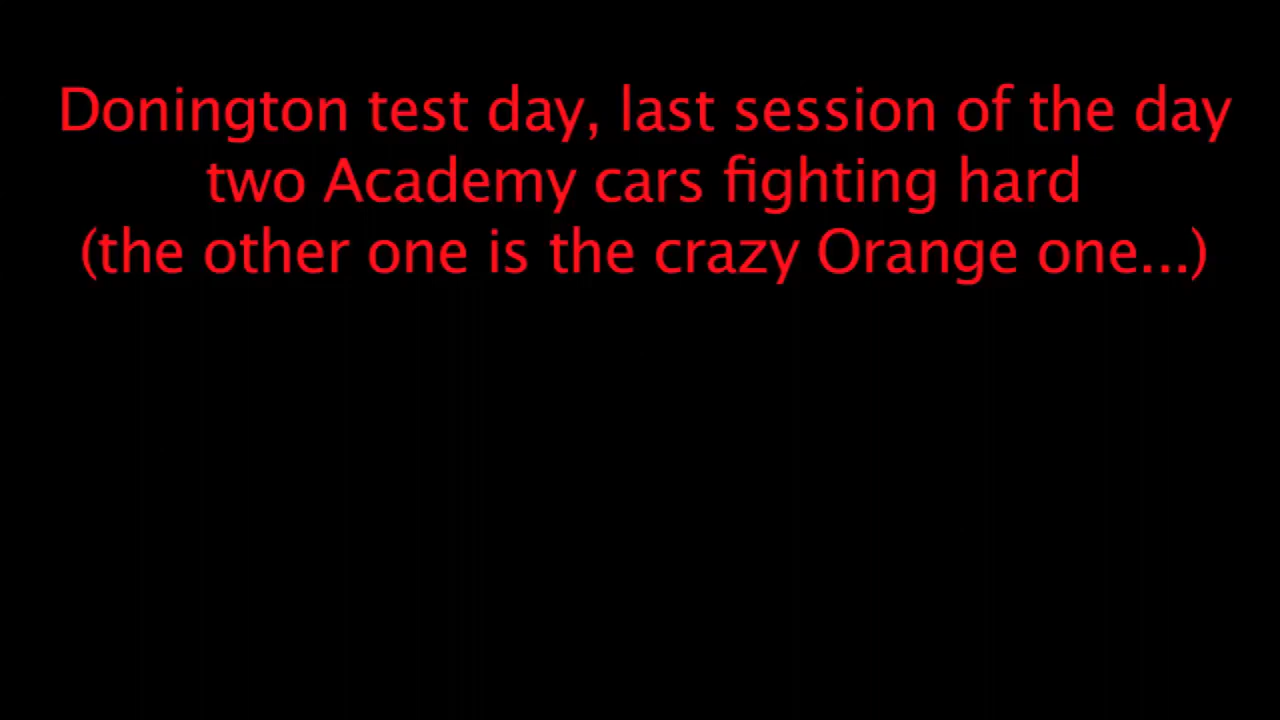 Donington test day, last session of the day
two Academy cars fighting hard
(the other one is the crazy Orange one...)